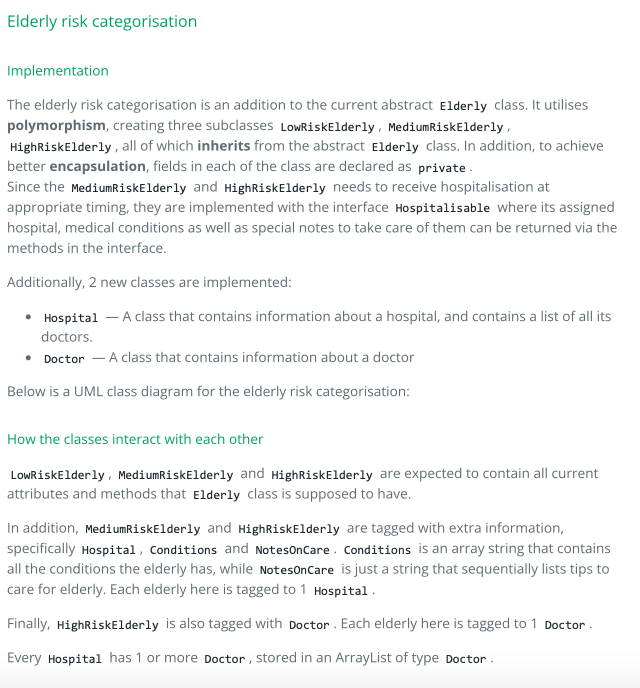 Elderly risk categorisation
Implementation
The elderly risk categorisation is an addition to the current abstract Elderly class. It utilises
polymorphism, creating three subclasses LowRiskElderly , MediumRiskElderly ,
HighRiskElderly , all of which inherits from the abstract Elderly class. In addition, to achieve
better encapsulation, fields in each of the class are declared as private .
Since the MediumRiskElderly and HighRiskElderly needs to receive hospitalisation at
appropriate timing, they are implemented with the interface Hospitalisable where its assigned
hospital, medical conditions as well as special notes to take care of them can be returned via the
methods in the interface.
Additionally, 2 new classes are implemented:
• Hospital — A class that contains information about a hospital, and contains a list of all its
doctors.
• Doctor — A class that contains information about a doctor
Below is a UML class diagram for the elderly risk categorisation:
How the classes interact with each other
LowRiskElderly , MediumRiskElderly and HighRiskElderly are expected to contain all current
attributes and methods that Elderly class is supposed to have.
In addition, MediumRiskElderly and HighRiskElderly are tagged with extra information,
specifically Hospital , Conditions and NotesOnCare . Conditions is an array string that contains
all the conditions the elderly has, while NotesOnCare is just a string that sequentially lists tips to
care for elderly. Each elderly here is tagged to 1 Hospital .
Finally, HighRiskElderly is also tagged with Doctor . Each elderly here is tagged to 1 Doctor .
Every Hospital has 1 or more Doctor , stored in an ArrayList of type Doctor .